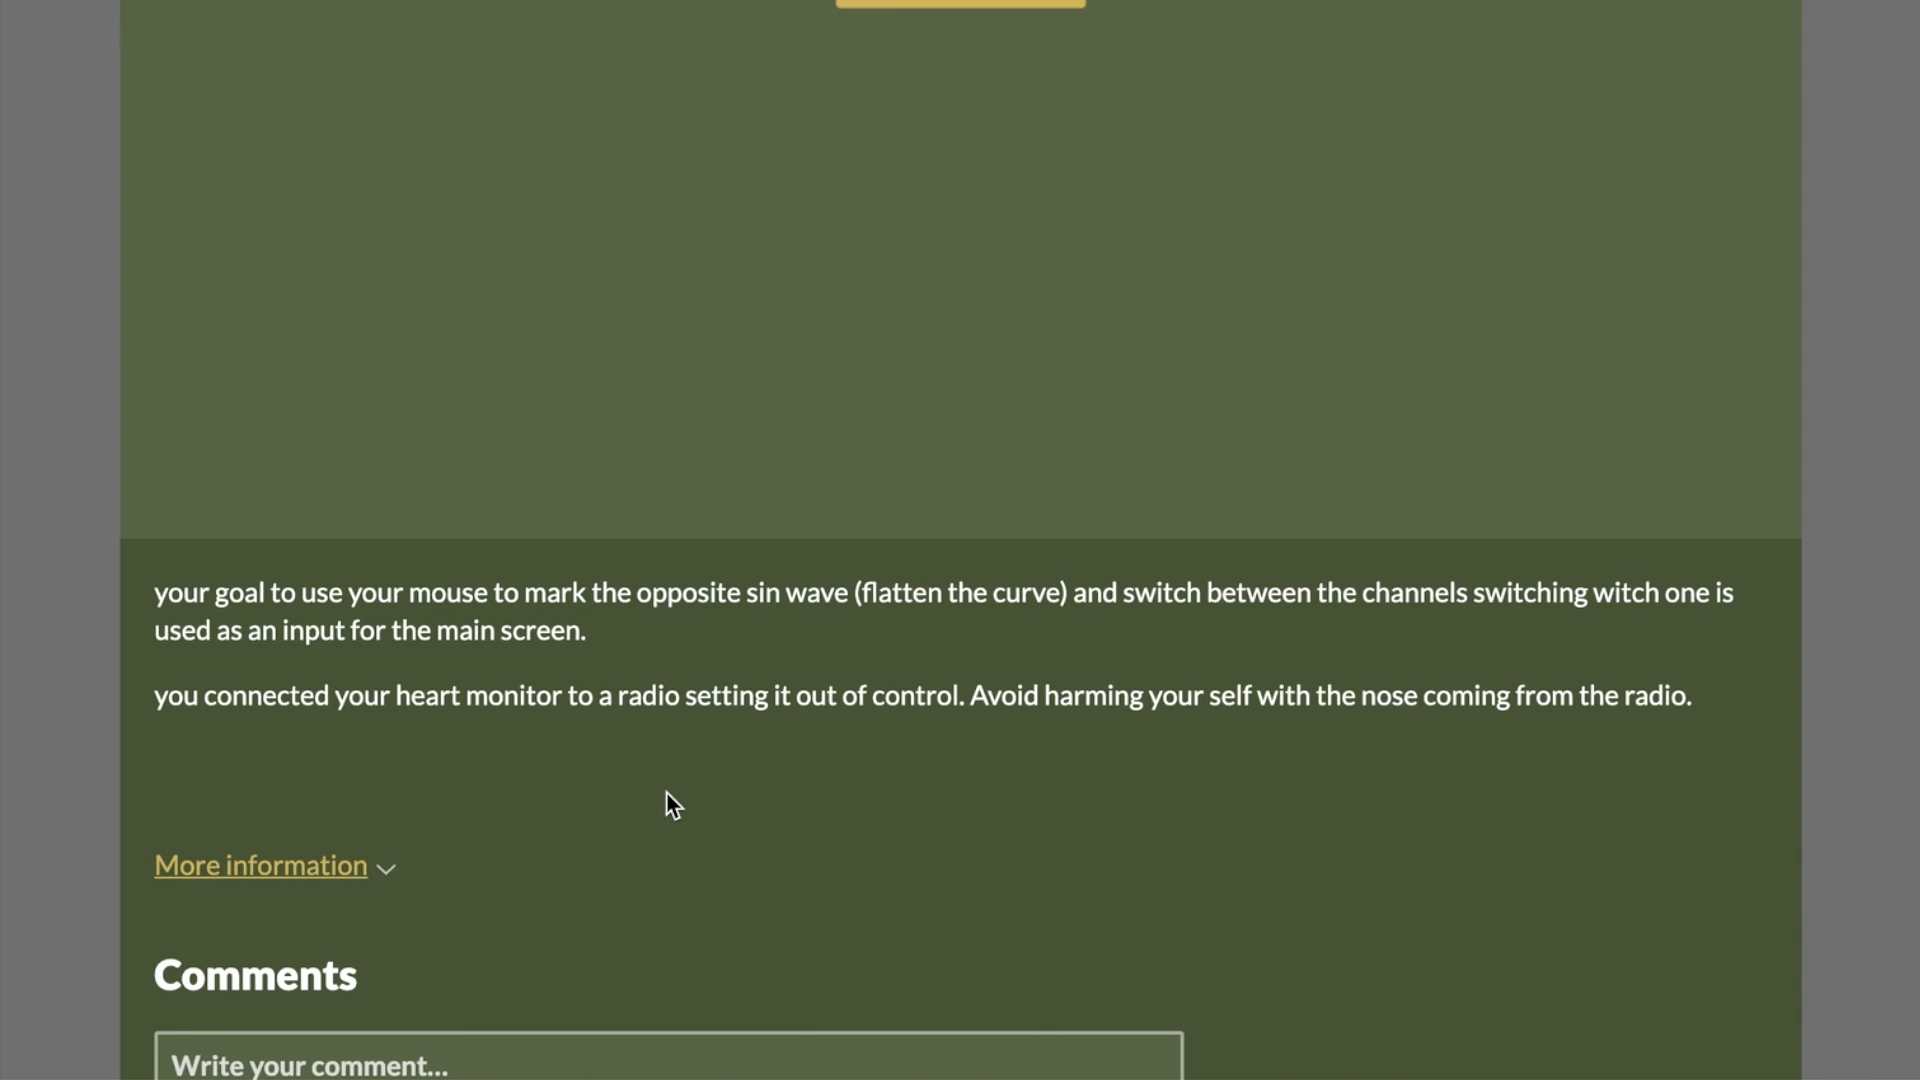 your goal to use your mouse to mark the opposite sin wave (flatten the curve) and switch between the channels switching witch one is
used as an input for the main screen.
you connected your heart monitor to a radio setting it out of control. Avoid harming your self with the nose coming from the radio.
More information
Comments
Write your comment...